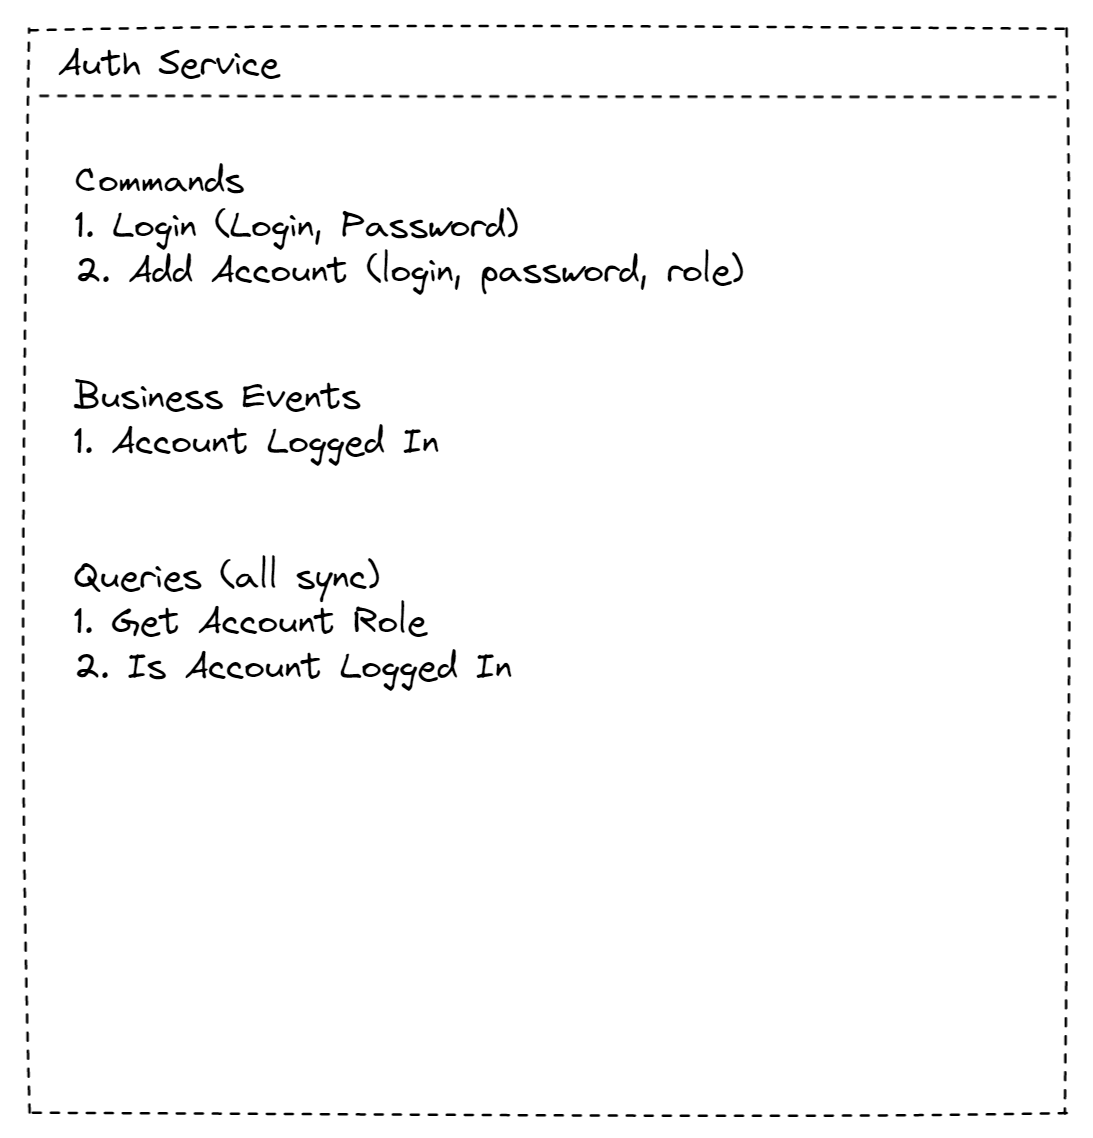 Auth Service
Commands
1. Login (Login, Password)
2. Add Account (login, password, role)
Business Events
1. Account Logged In
Queries (all sync)
1. Get Account Role
2. Is Account Logged In